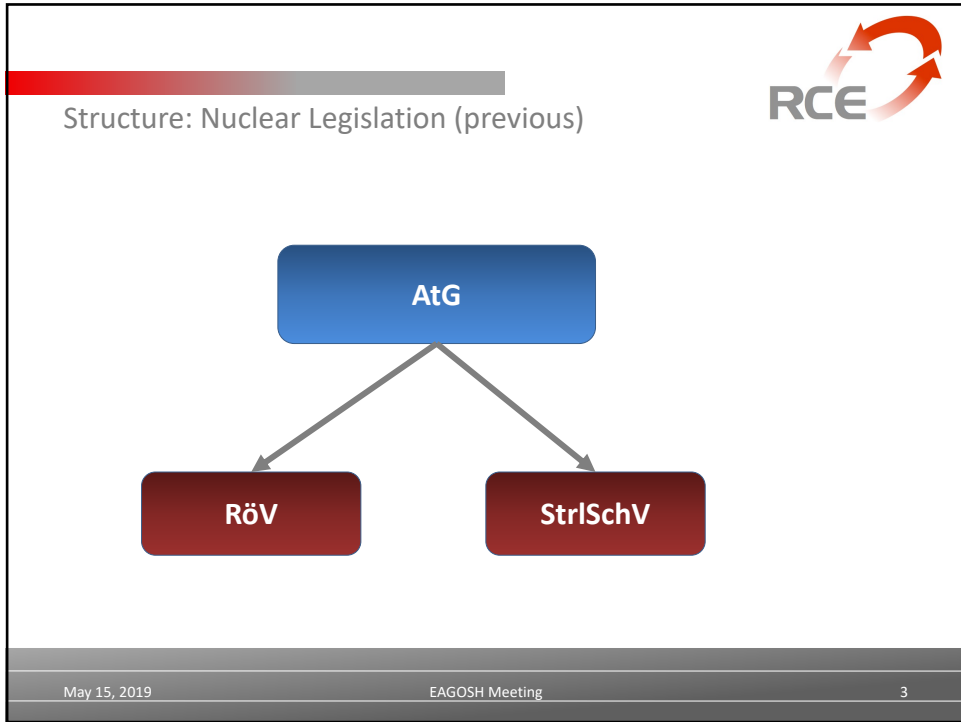 RCE
Structure: Nuclear Legislation (previous)
AtG
RöV
StrlSchV
May 15, 2019
EAGOSH Meeting
3